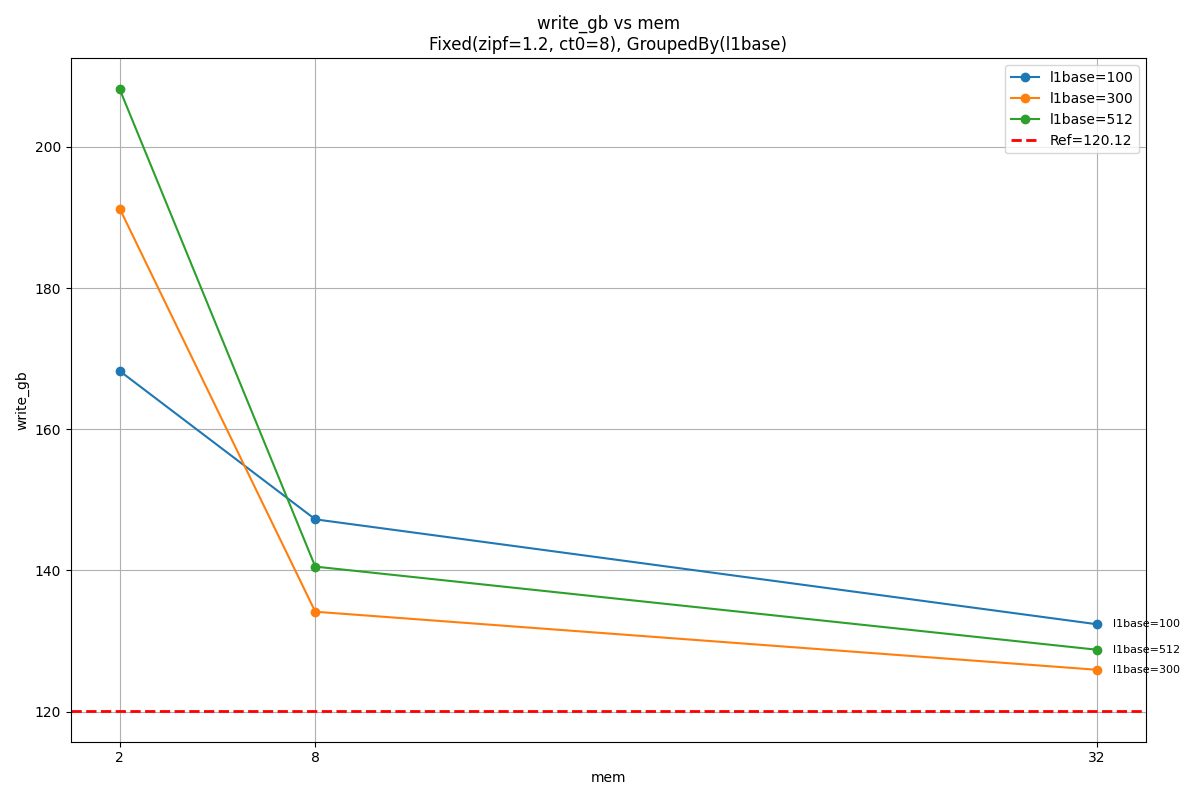 write_gb vs mem
Fixed(zipf=1.2, ct0=8), GroupedBy(l1base)
l1base=100
l1base=300
l1base=512
Ref=120.12
write_gb
200
180
160
140
120
l1base=100
l1base=512
l1base=300
2
8
32
mem